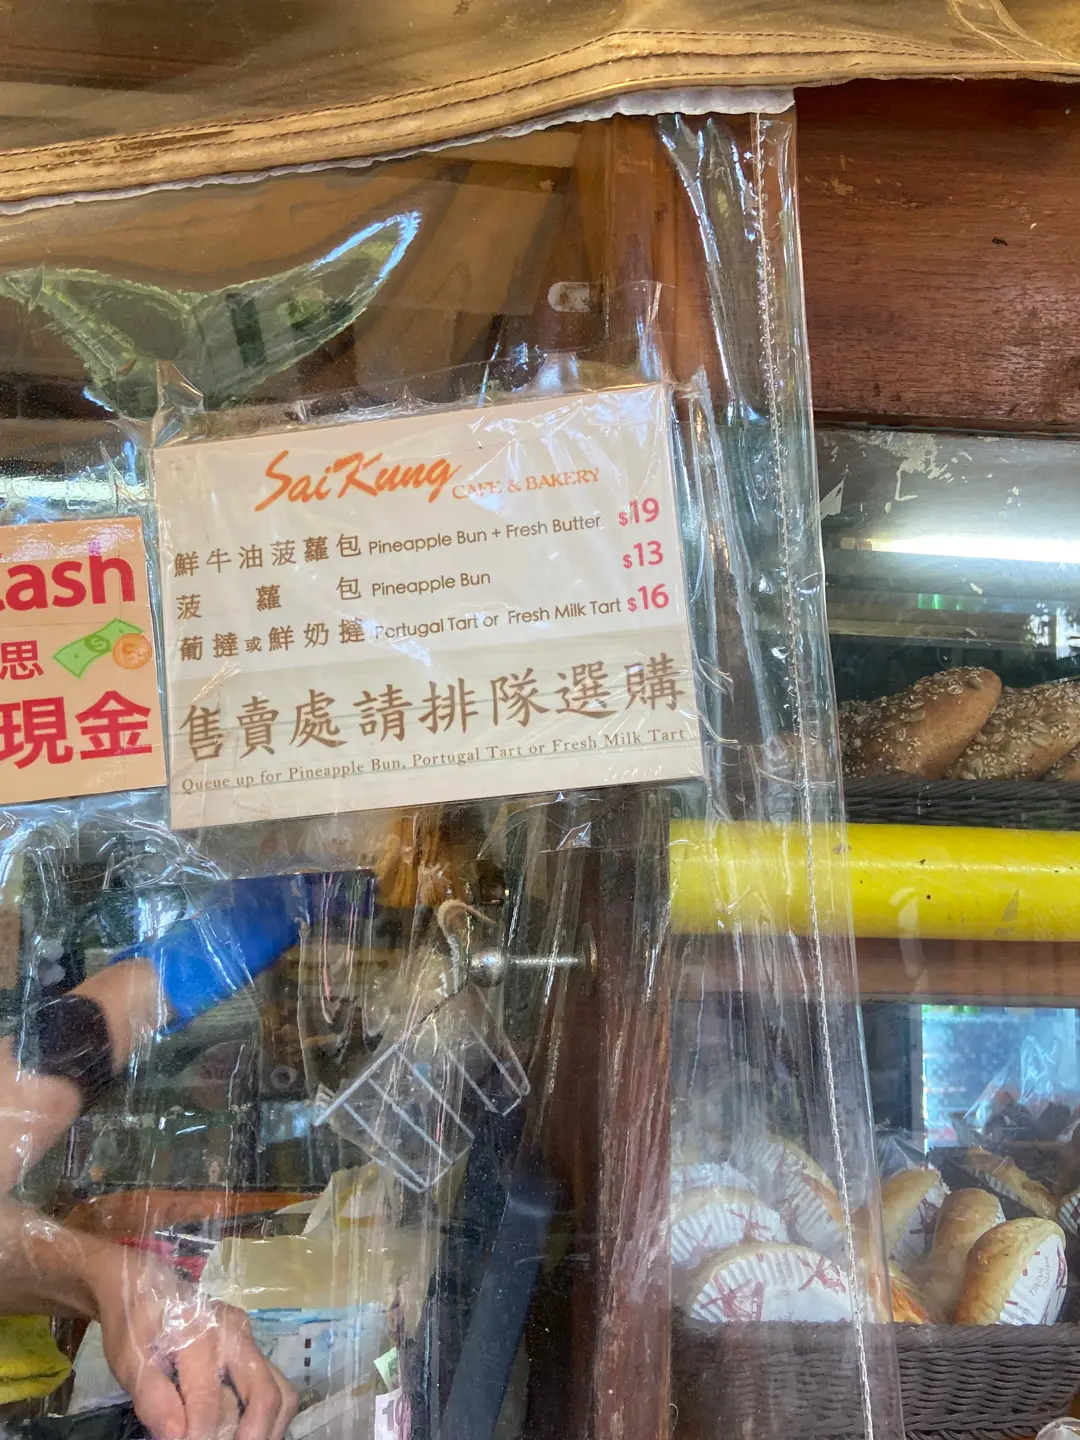 Cash
思
現金
Sai Kung CAFE & BAKERY
鮮牛油菠蘿包 Pineapple Bun + Fresh Butter $19
菠蘿包 Pineapple Bun $13
葡撻或鮮奶撻 Portugal Tart or Fresh Milk Tart $16
售賣處請排隊選購
Queue up for Pineapple Bun, Portugal Tart or Fresh Milk Tart